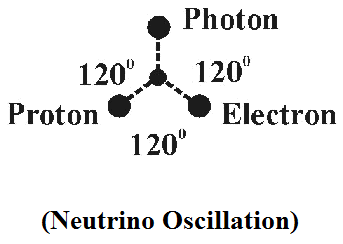 Photon
120⁰ 120⁰
Proton Electron
120⁰
(Neutrino Oscillation)